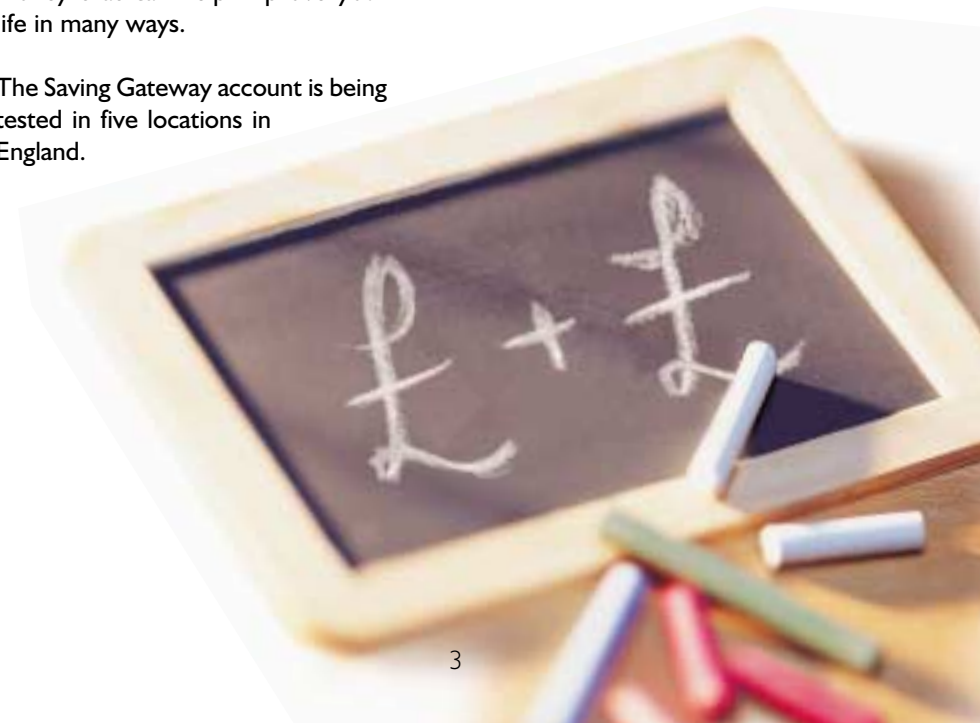 life in many ways.
The Saving Gateway account is being
tested in five locations in
England.
£ + £
3